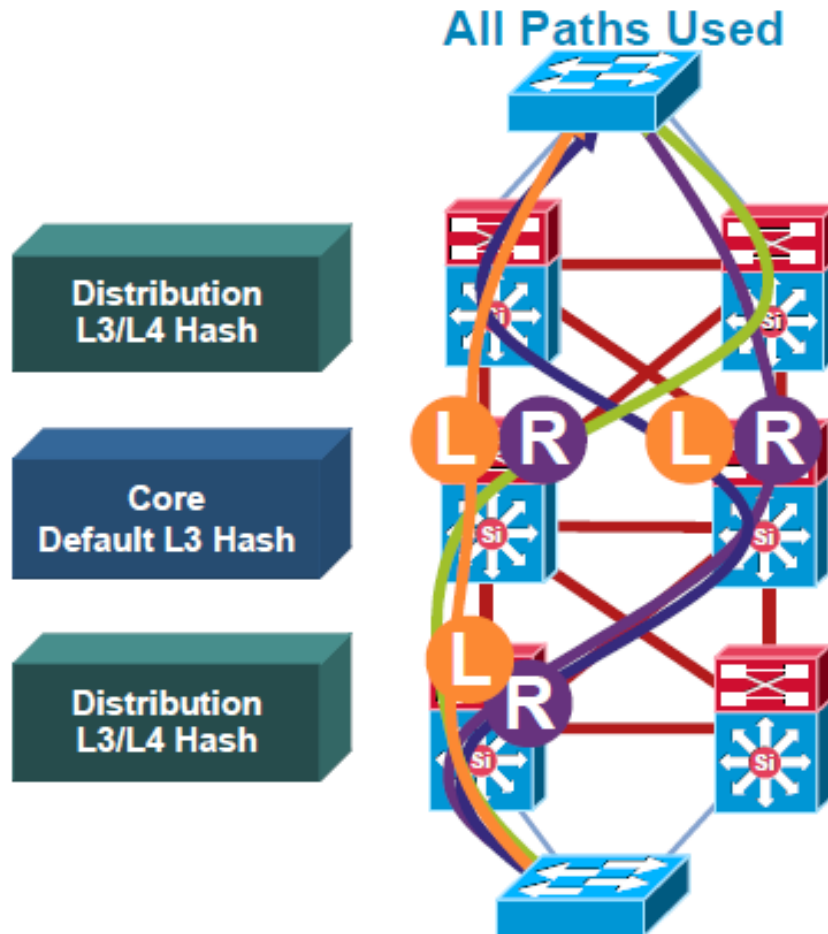 All Paths Used
Si
Si
Distribution
L3/L4 Hash
L
R
L
R
Core
Default L3 Hash
Si
Si
L
R
Distribution
L3/L4 Hash
Si
Si